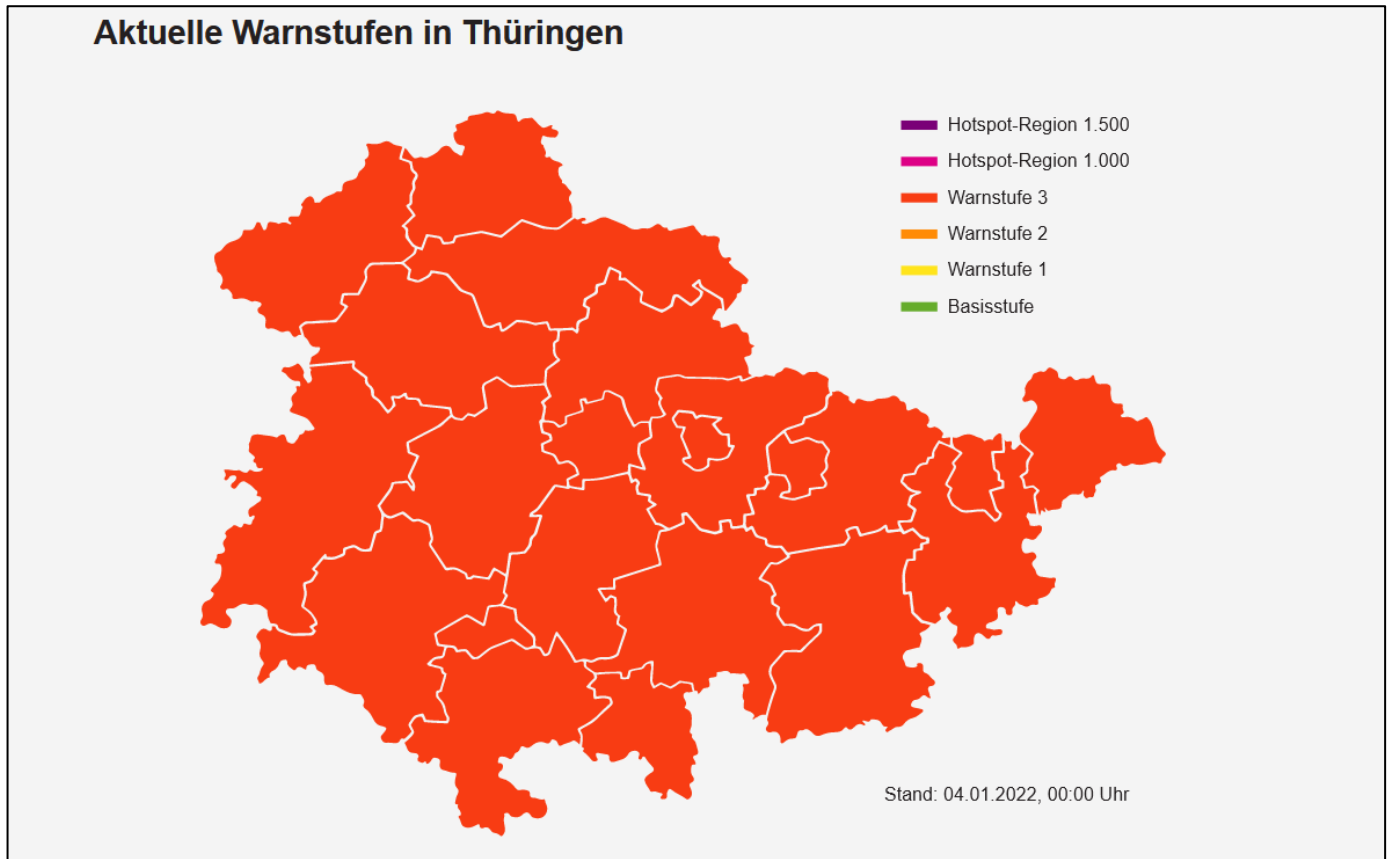 Aktuelle Warnstufen in Thüringen
Hotspot-Region 1.500
Hotspot-Region 1.000
Warnstufe 3
Warnstufe 2
Warnstufe 1
Basisstufe
Stand: 04.01.2022, 00:00 Uhr